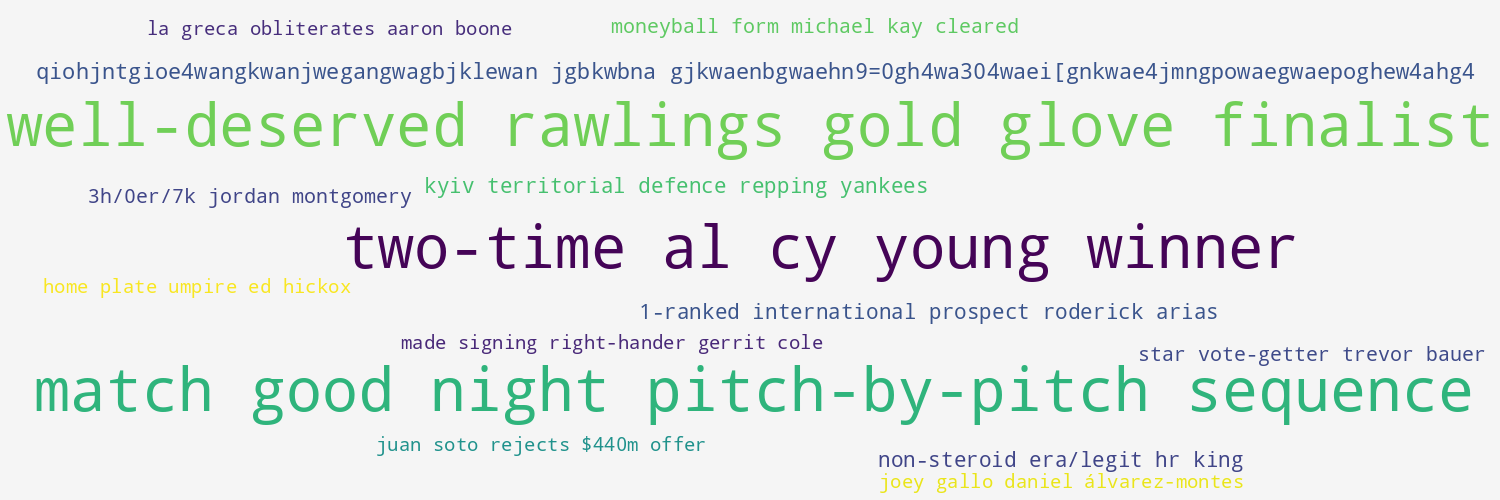 la greca obliterates aaron boone
moneyball form michael kay cleared
qiohjntgioe4wangkwanjwegangwagbjklewan jgbkwbna gjkwaenbgwaehn9=0gh4wa304waei[gnkwae4jmngpowaegwaepoghew4ahg4
well-deserved rawlings gold glove finalist
3h/0er/7k jordan montgomery
kyiv territorial defence repping yankees
two-time al cy young winner
home plate umpire ed hickox
1-ranked international prospect roderick arias
made signing right-hander gerrit cole
star vote-getter trevor bauer
match good night pitch-by-pitch sequence
juan soto rejects $440m offer
non-steroid era/legit hr king
joey gallo daniel álvarez-montes